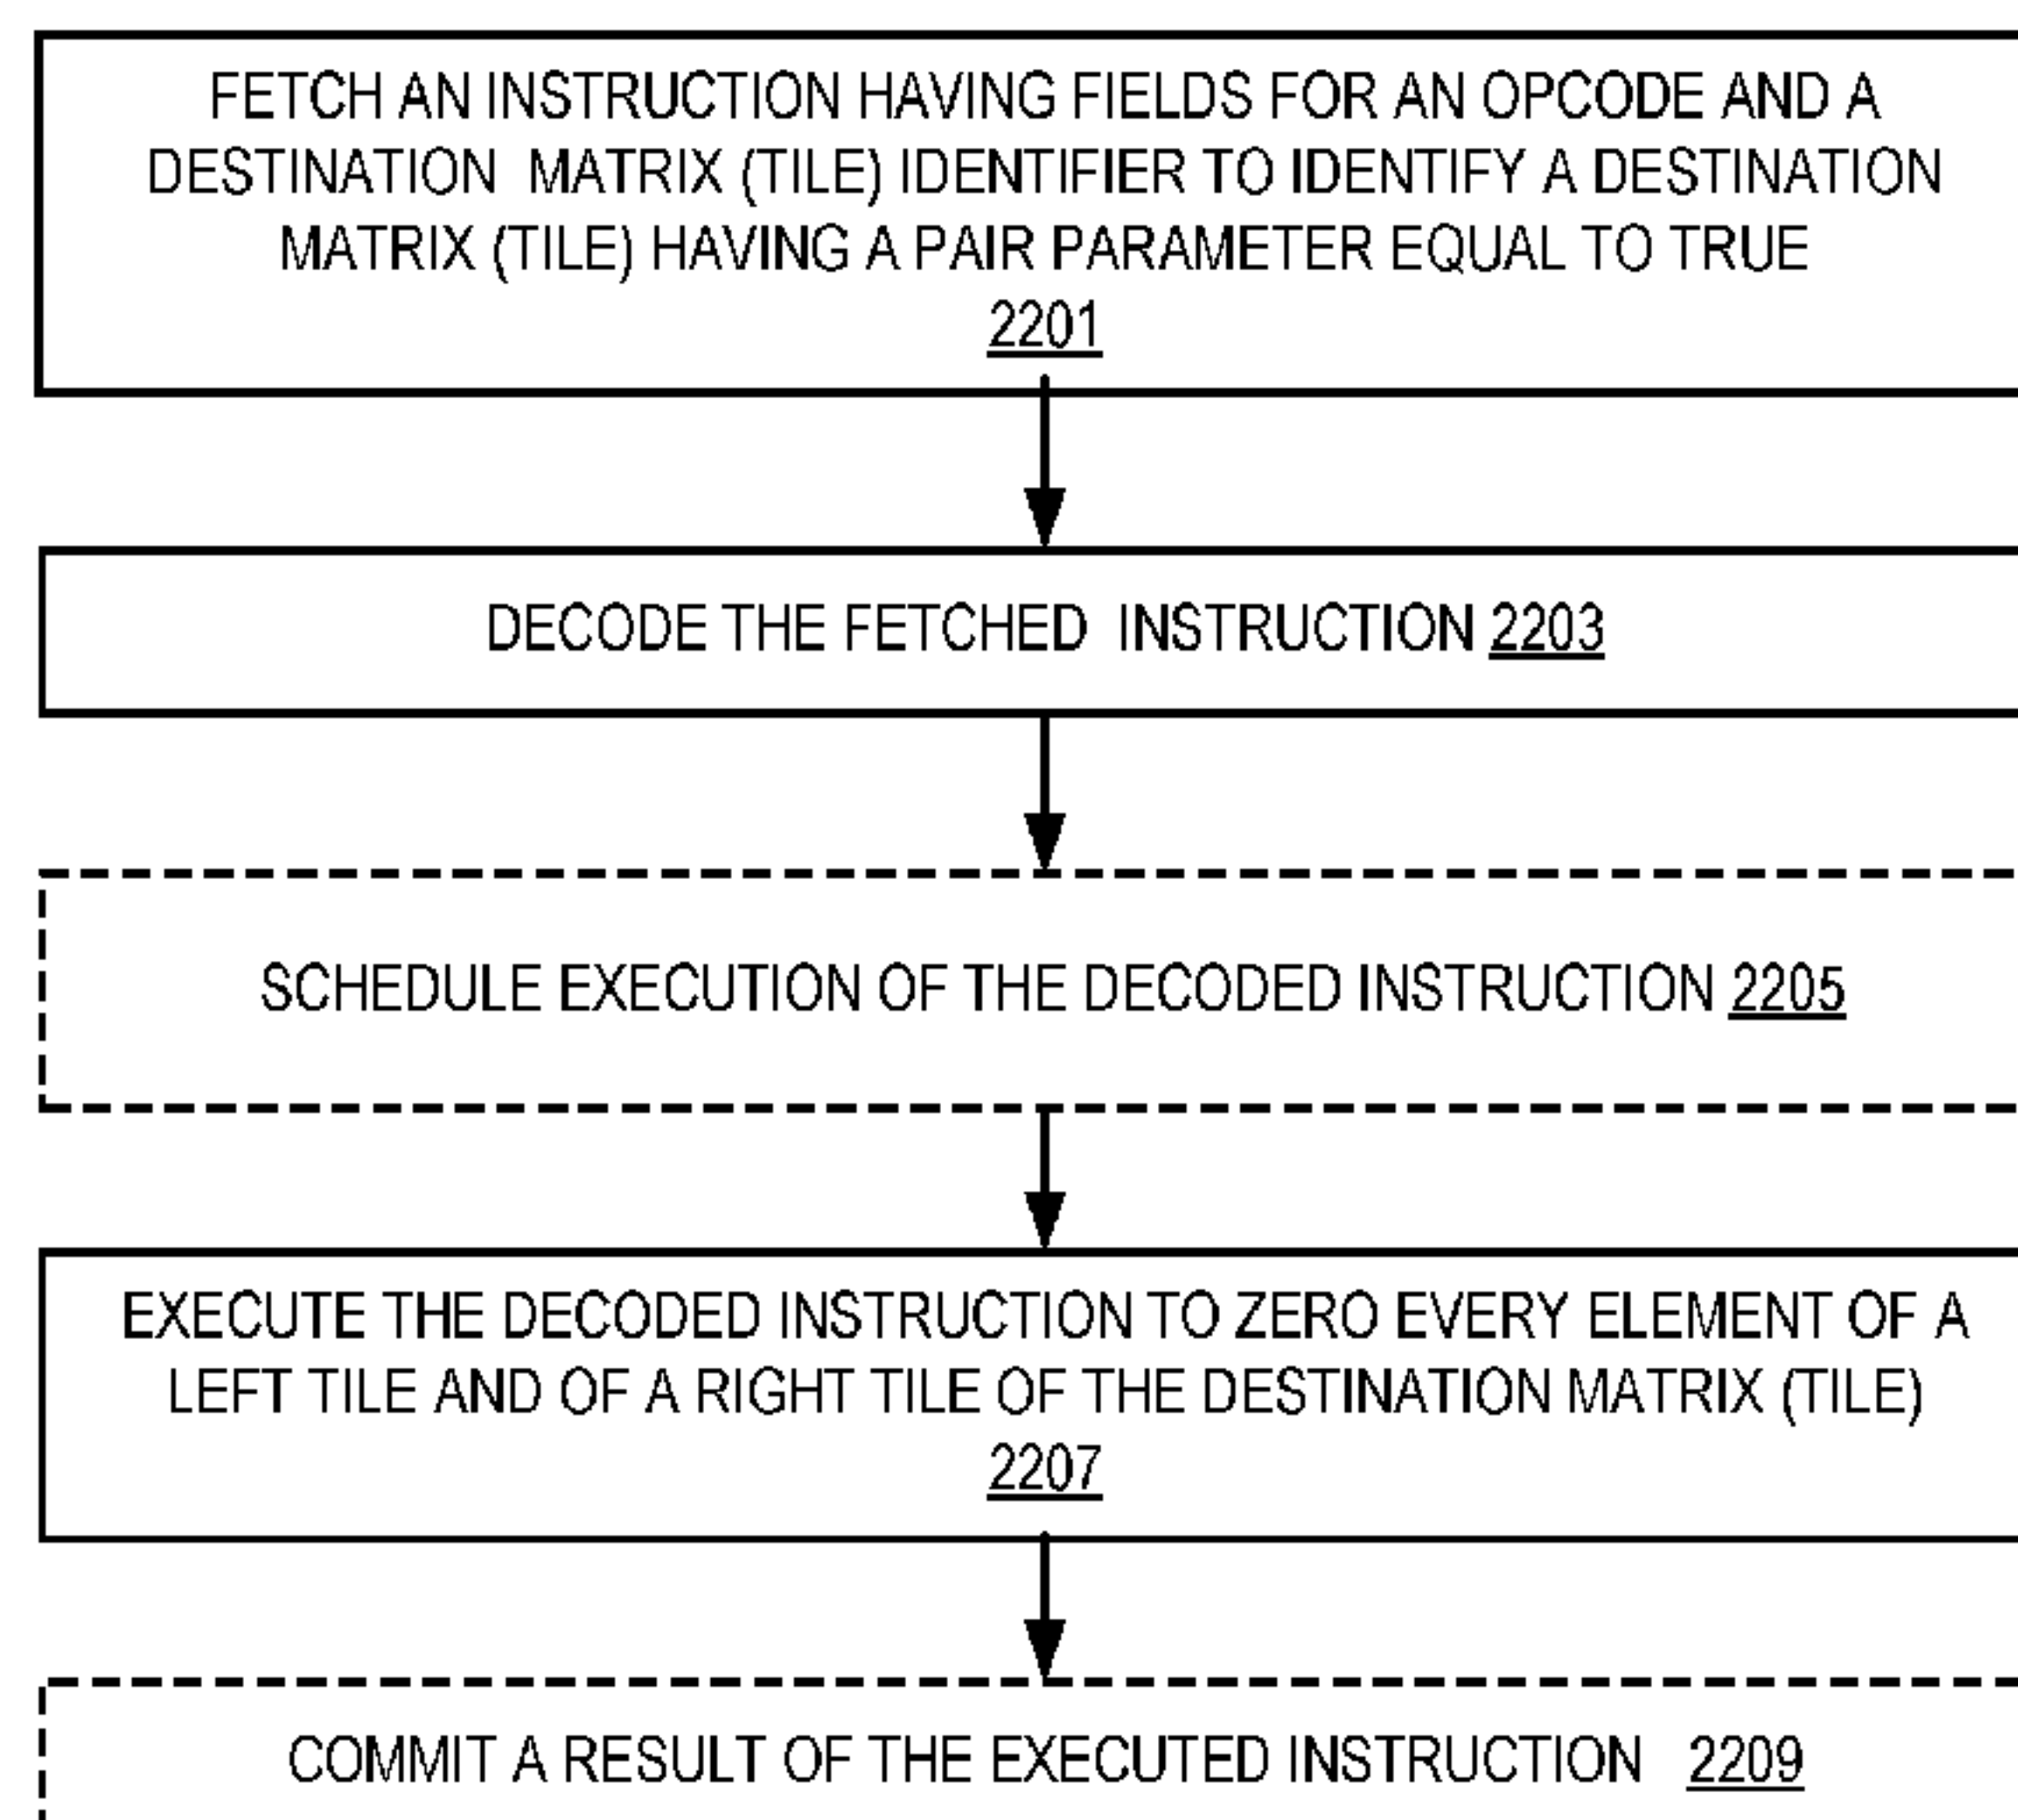 FETCH AN INSTRUCTION HAVING FIELDS FOR AN OPCODE AND A
DESTINATION MATRIX (TILE) IDENTIFIER TO IDENTIFY A DESTINATION
MATRIX (TILE) HAVING A PAIR PARAMETER EQUAL TO TRUE
2201
DECODE THE FETCHED INSTRUCTION 2203
SCHEDULE EXECUTION OF THE DECODED INSTRUCTION 2205
EXECUTE THE DECODED INSTRUCTION TO ZERO EVERY ELEMENT OF A
LEFT TILE AND OF A RIGHT TILE OF THE DESTINATION MATRIX (TILE)
2207
COMMIT A RESULT OF THE EXECUTED INSTRUCTION 2209